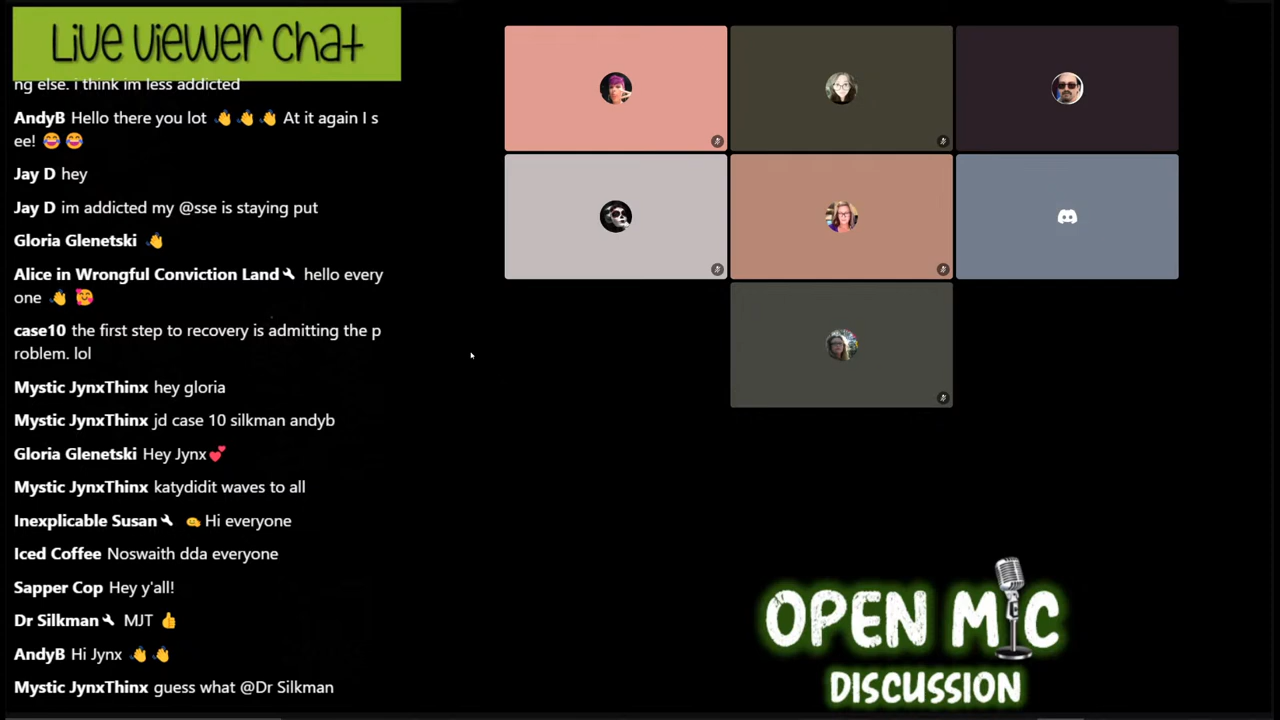 Live Viewer Chat
ng else. i think im less addicted
AndyB Hello there you lot 👋 👋 👋 At it again I s
ee! 😂 😂
Jay D hey
Jay D im addicted my @sse is staying put
Gloria Glenetski 👋
Alice in Wrongful Conviction Land hello every
one 👋 🥰
case10 the first step to recovery is admitting the p
roblem. lol
Mystic JynxThinx hey gloria
Mystic JynxThinx jd case 10 silkman andyb
Gloria Glenetski Hey Jynx💕
Mystic JynxThinx katydidit waves to all
Inexplicable Susan Hi everyone
Iced Coffee Noswaith dda everyone
Sapper Cop Hey y'all!
Dr Silkman MJT 👍
AndyB Hi Jynx 👋 👋
Mystic JynxThinx guess what @Dr Silkman
OPEN MIC
DISCUSSION